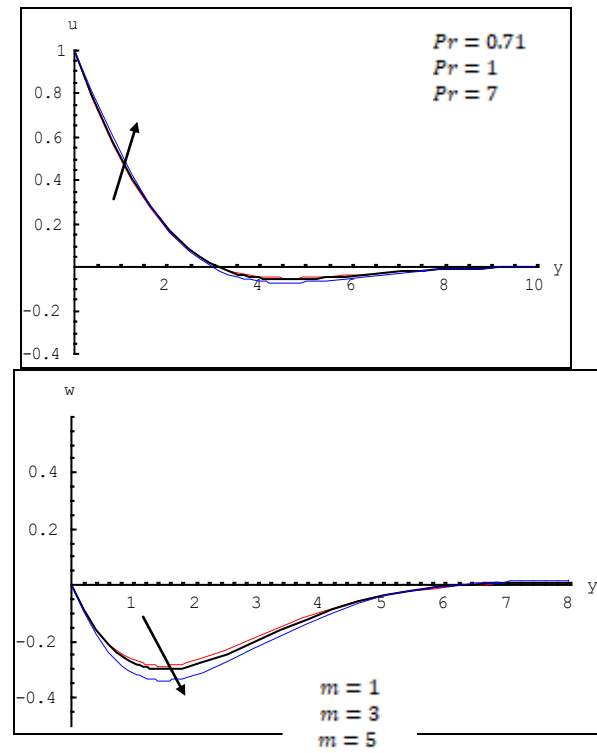 u
Pr = 0.71
Pr = 1
Pr = 7
1
0.8
0.6
0.4
0.2
y
2 4 6 8 10
-0.2
-0.4
w
0.4
0.2
y
1 2 3 4 5 6 7 8
-0.2
-0.4
m = 1
m = 3
m = 5